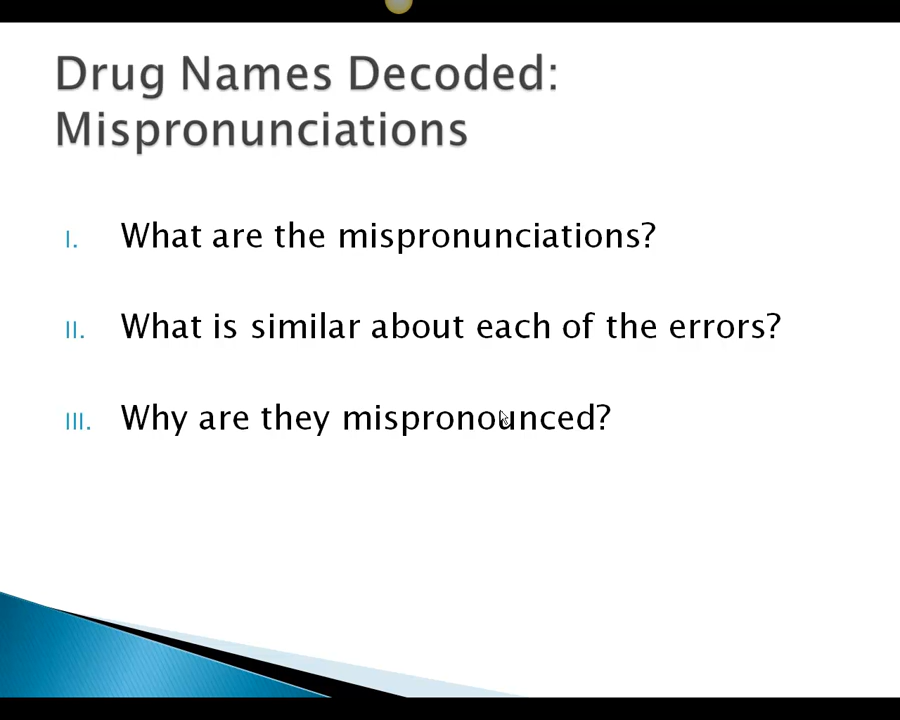 Drug Names Decoded:
Mispronunciations
I. What are the mispronunciations?
II. What is similar about each of the errors?
III. Why are they mispronounced?